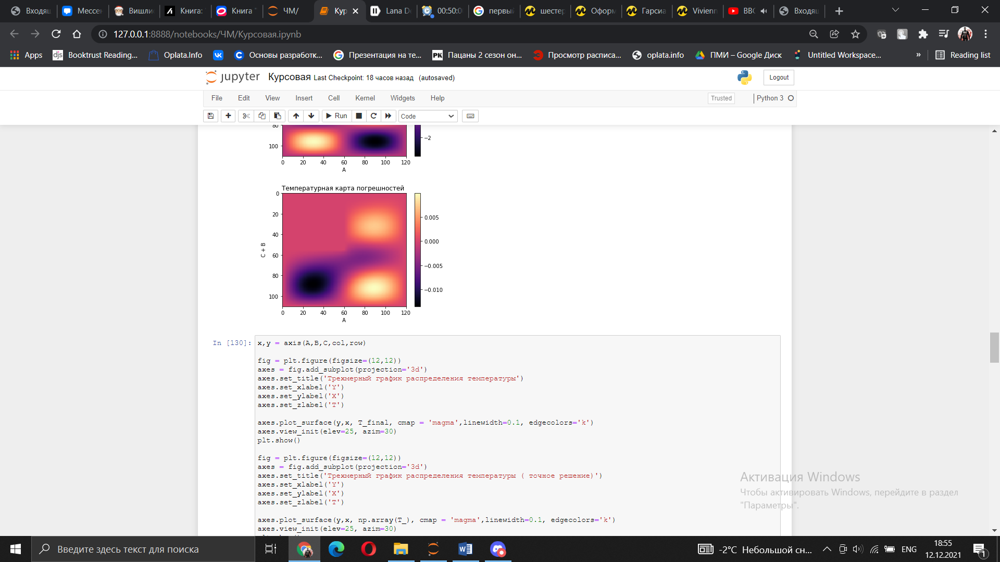 Входящ
Мессен
Вишли
Книга:
Книга "
ЧМ/
Кур
Lana D
00:50:0
первый
шестер
Оформ
Гарсиа
Vivienn
BBC
Входящ
127.0.0.1:8888/notebooks/ЧМ/Курсовая.ipynb
Apps
Booktrust Reading...
Oplata.Info
Основы разработк...
Презентация на те...
Пацаны 2 сезон он...
Просмотр расписа...
oplata.info
ПМИ – Google Диск
Untitled Workspace...
»
Reading list
jupyter Курсовая Last Checkpoint: 18 часов назад (autosaved)
Logout
File Edit View Insert Cell Kernel Widgets Help
Trusted
Python 3
Run
Code
80
100
0 20 40 60 80 100 120
A
−2
Температурная карта погрешностей
0
20
40
60
80
100
C + B
0 20 40 60 80 100 120
A
0.005
0.000
−0.005
−0.010
In [130]:
x,y = axis(A,B,C,col,row)
fig = plt.figure(figsize=(12,12))
axes = fig.add_subplot(projection='3d')
axes.set_title('Трехмерный график распределения температуры')
axes.set_xlabel('Y')
axes.set_ylabel('X')
axes.set_zlabel('T')
axes.plot_surface(y,x, T_final, cmap = 'magma',linewidth=0.1, edgecolors='k')
axes.view_init(elev=25, azim=30)
plt.show()
fig = plt.figure(figsize=(12,12))
axes = fig.add_subplot(projection='3d')
axes.set_title('Трехмерный график распределения температуры ( точное решение)')
axes.set_xlabel('Y')
axes.set_ylabel('X')
axes.set_zlabel('T')
axes.plot_surface(y,x, np.array(T_), cmap = 'magma',linewidth=0.1, edgecolors='k')
axes.view_init(elev=25, azim=30)
Активация Windows
Чтобы активировать Windows, перейдите в раздел
"Параметры".
Введите здесь текст для поиска
-2°C Небольшой сн...
ENG
18:55
12.12.2021
1